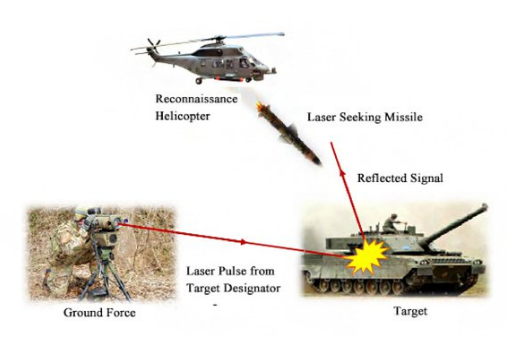 Reconnaissance
Helicopter
Laser Seeking Missile
Reflected Signal
Laser Pulse from
Target Designator
-
Ground Force
Target